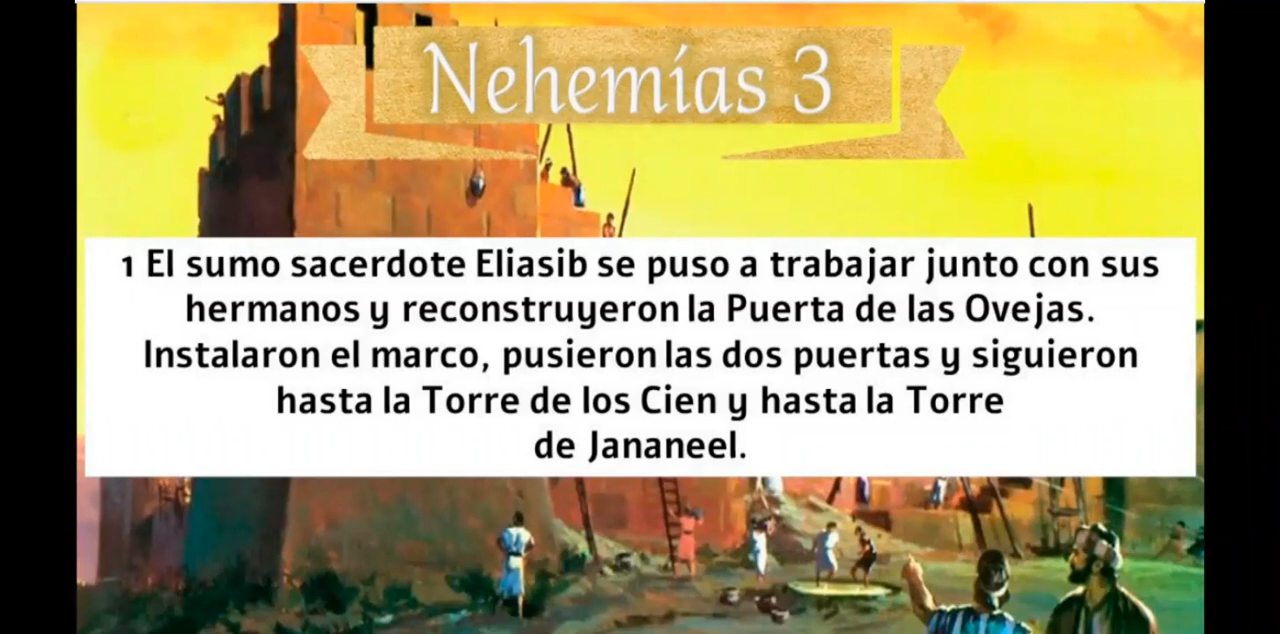 Nehemías 3
1 El sumo sacerdote Eliasib se puso a trabajar junto con sus
hermanos y reconstruyeron la Puerta de las Ovejas.
Instalaron el marco, pusieron las dos puertas y siguieron
hasta la Torre de los Cien y hasta la Torre
de Jananeel.